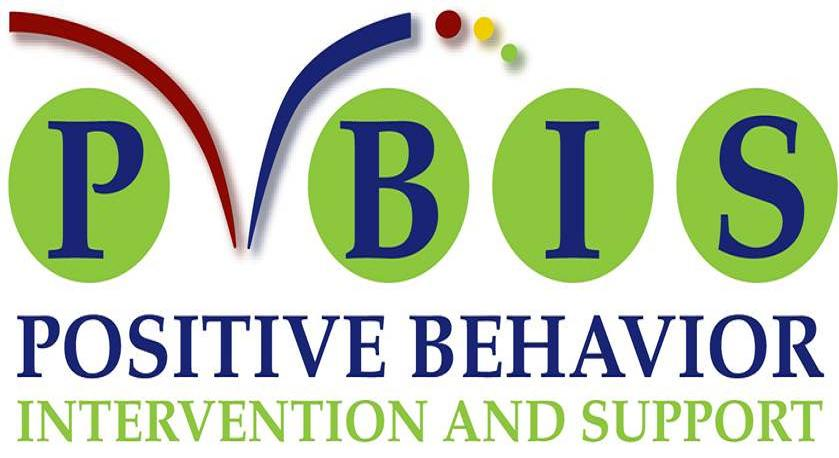 PBIS
POSITIVE BEHAVIOR
INTERVENTION AND SUPPORT